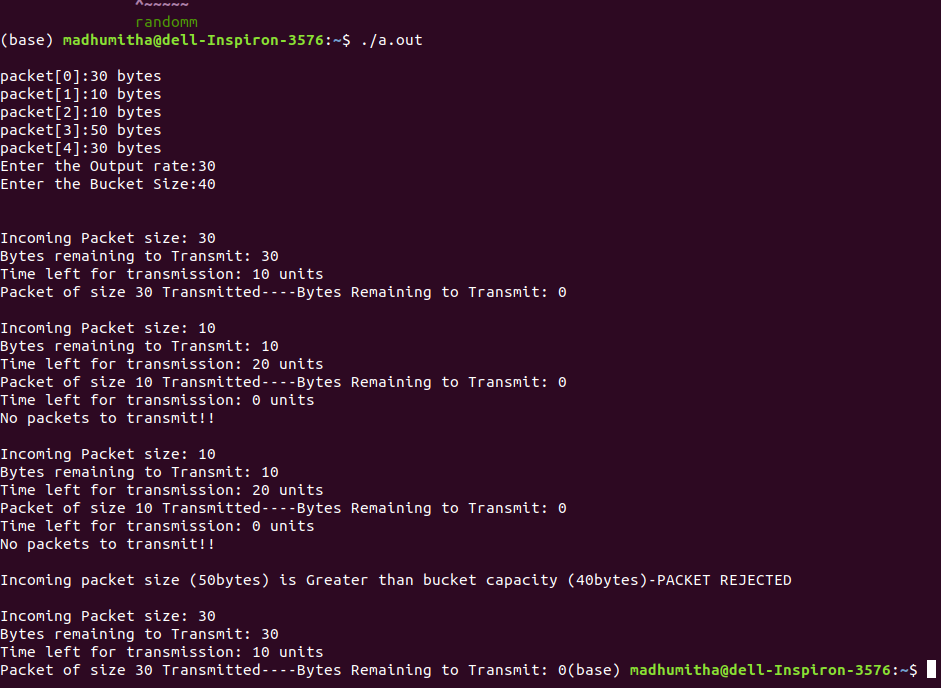 ^~~~~~
randomm
(base) madhumitha@dell-Inspiron-3576:~$ ./a.out
packet[0]:30 bytes
packet[1]:10 bytes
packet[2]:10 bytes
packet[3]:50 bytes
packet[4]:30 bytes
Enter the Output rate:30
Enter the Bucket Size:40
Incoming Packet size: 30
Bytes remaining to Transmit: 30
Time left for transmission: 10 units
Packet of size 30 Transmitted----Bytes Remaining to Transmit: 0
Incoming Packet size: 10
Bytes remaining to Transmit: 10
Time left for transmission: 20 units
Packet of size 10 Transmitted----Bytes Remaining to Transmit: 0
Time left for transmission: 0 units
No packets to transmit!!
Incoming Packet size: 10
Bytes remaining to Transmit: 10
Time left for transmission: 20 units
Packet of size 10 Transmitted----Bytes Remaining to Transmit: 0
Time left for transmission: 0 units
No packets to transmit!!
Incoming packet size (50bytes) is Greater than bucket capacity (40bytes)-PACKET REJECTED
Incoming Packet size: 30
Bytes remaining to Transmit: 30
Time left for transmission: 10 units
Packet of size 30 Transmitted----Bytes Remaining to Transmit: 0(base) madhumitha@dell-Inspiron-3576:~$